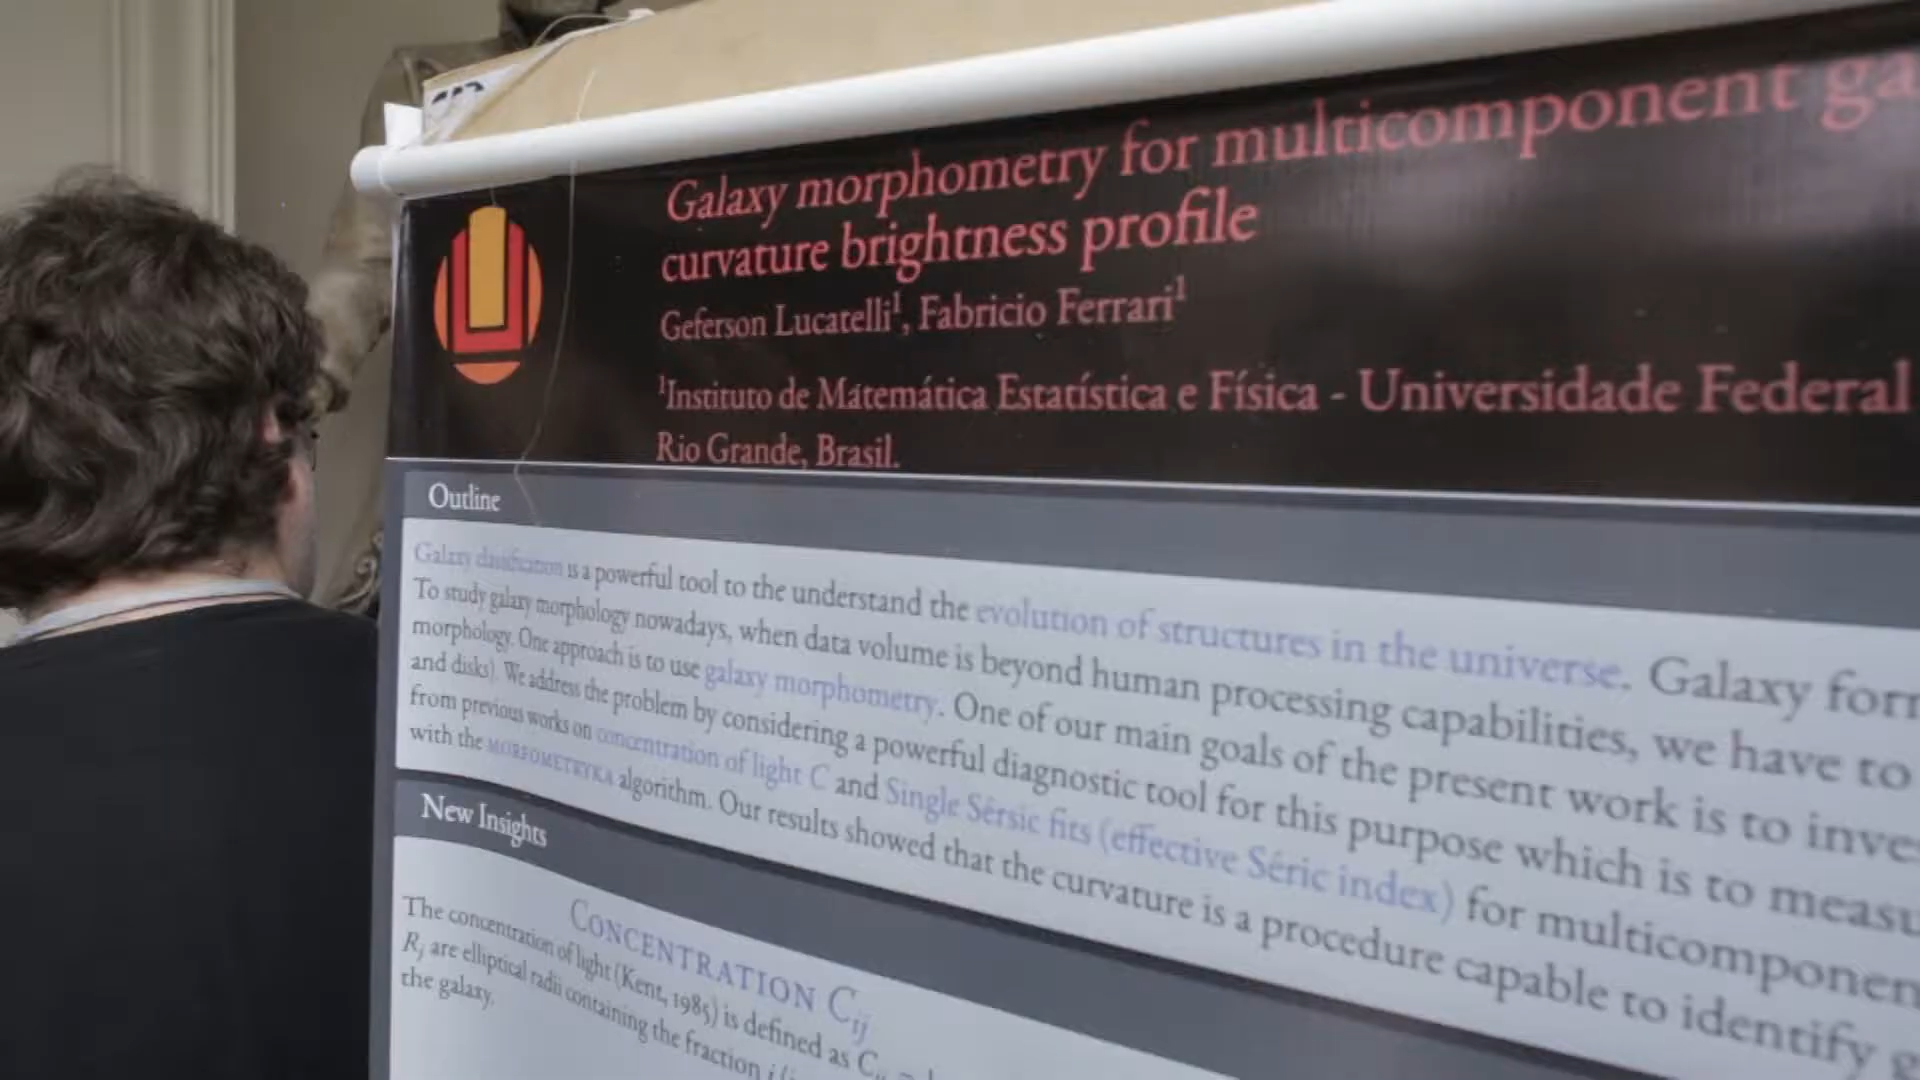 Galaxy morphometry for multicomponent ga
curvature brightness profile
Geferson Lucatelli¹, Fabricio Ferrari¹
¹Instituto de Matemática Estatística e Física - Universidade Federal
Rio Grande, Brasil.
Outline
Galaxy classification is a powerful tool to the understand the evolution of structures in the universe. Galaxy for
To study galaxy morphology nowadays, when data volume is beyond human processing capabilities, we have to
morphology. One approach is to use galaxy morphometry. One of our main goals of the present work is to inve
and disks). We address the problem by considering a powerful diagnostic tool for this purpose which is to measu
from previous works on concentration of light C and Single Sérsic fits (effective Séric index) for multicomponen
with the MORFOMETRYKA algorithm. Our results showed that the curvature is a procedure capable to identify g
New Insights
CONCENTRATION Cij
The concentration of light (Kent, 1985) is defined as C
Rj are elliptical radii containing the fraction i
the galaxy.